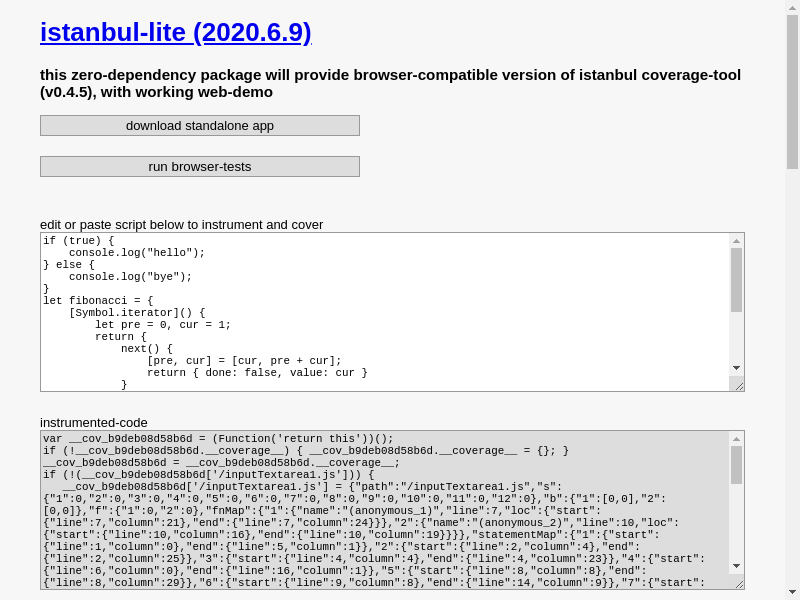 istanbul-lite (2020.6.9)
this zero-dependency package will provide browser-compatible version of istanbul coverage-tool
(v0.4.5), with working web-demo
download standalone app
run browser-tests
edit or paste script below to instrument and cover
if (true) {
    console.log("hello");
} else {
    console.log("bye");
}
let fibonacci = {
    [Symbol.iterator]() {
        let pre = 0, cur = 1;
        return {
            next() {
                [pre, cur] = [cur, pre + cur];
                return { done: false, value: cur }
            }
instrumented-code
var __cov_b9deb08d58b6d = (Function('return this'))();
if (!__cov_b9deb08d58b6d.__coverage__) { __cov_b9deb08d58b6d.__coverage__ = {}; }
__cov_b9deb08d58b6d = __cov_b9deb08d58b6d.__coverage__;
if (!(__cov_b9deb08d58b6d['/inputTextarea1.js'])) {
   __cov_b9deb08d58b6d['/inputTextarea1.js'] = {"path":"/inputTextarea1.js","s":
{"1":0,"2":0,"3":0,"4":0,"5":0,"6":0,"7":0,"8":0,"9":0,"10":0,"11":0,"12":0},"b":{"1":[0,0],"2":
[0,0]},"f":{"1":0,"2":0},"fnMap":{"1":{"name":"(anonymous_1)","line":7,"loc":{"start":
{"line":7,"column":21},"end":{"line":7,"column":24}}},"2":{"name":"(anonymous_2)","line":10,"loc":
{"start":{"line":10,"column":16},"end":{"line":10,"column":19}}}},"statementMap":{"1":{"start":
{"line":1,"column":0},"end":{"line":5,"column":1}},"2":{"start":{"line":2,"column":4},"end":
{"line":2,"column":25}},"3":{"start":{"line":4,"column":4},"end":{"line":4,"column":23}},"4":{"start":
{"line":6,"column":0},"end":{"line":16,"column":1}},"5":{"start":{"line":8,"column":8},"end":
{"line":8,"column":29}},"6":{"start":{"line":9,"column":8},"end":{"line":14,"column":9}},"7":{"start":